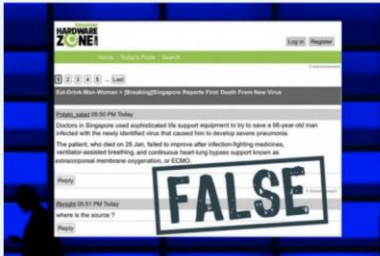 SINGAPORE
HARDWARE
ZONE
Log in Register
Home Today's Posts Search
1 2 3 4 5 ... Last
Eat-Drink-Man-Woman > [Breaking]Singapore Reports First Death From New Virus
Potato_salad 05:50 PM Today
Doctors in Singapore used sophisticated life support equipment to try to save a 66-year-old man
infected with the newly identified virus that caused him to develop severe pneumonia.
The patient, who died on 26 Jan, failed to improve after infection-fighting medicines,
ventilator-assisted breathing, and continuous heart-lung bypass support known as
extracorporeal membrane oxygenation, or ECMO.
Reply
FALSE
05:51 PM Today
where is the source ?
Reply